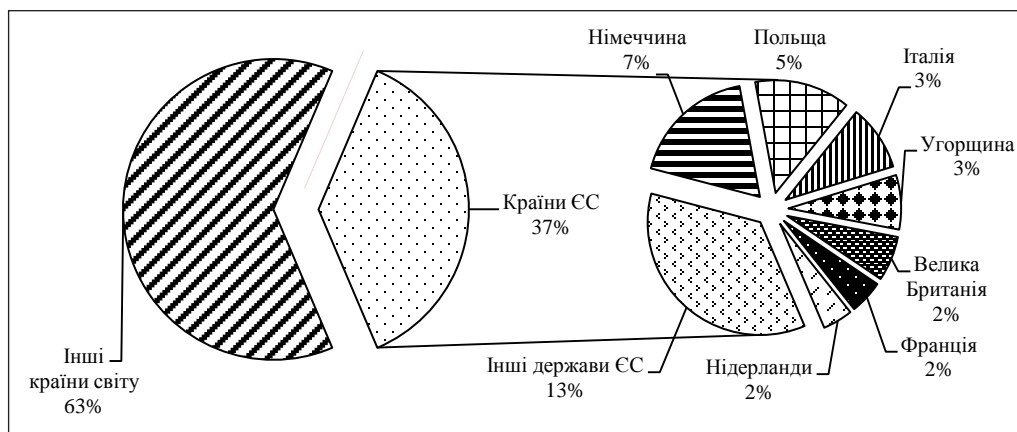 Німеччина
7%
Польща
5%
Італія
3%
Угорщина
3%
Країни ЄС
37%
Велика
Британія
2%
Інші
країни світу
63%
Інші держави ЄС
13%
Нідерланди
2%
Франція
2%